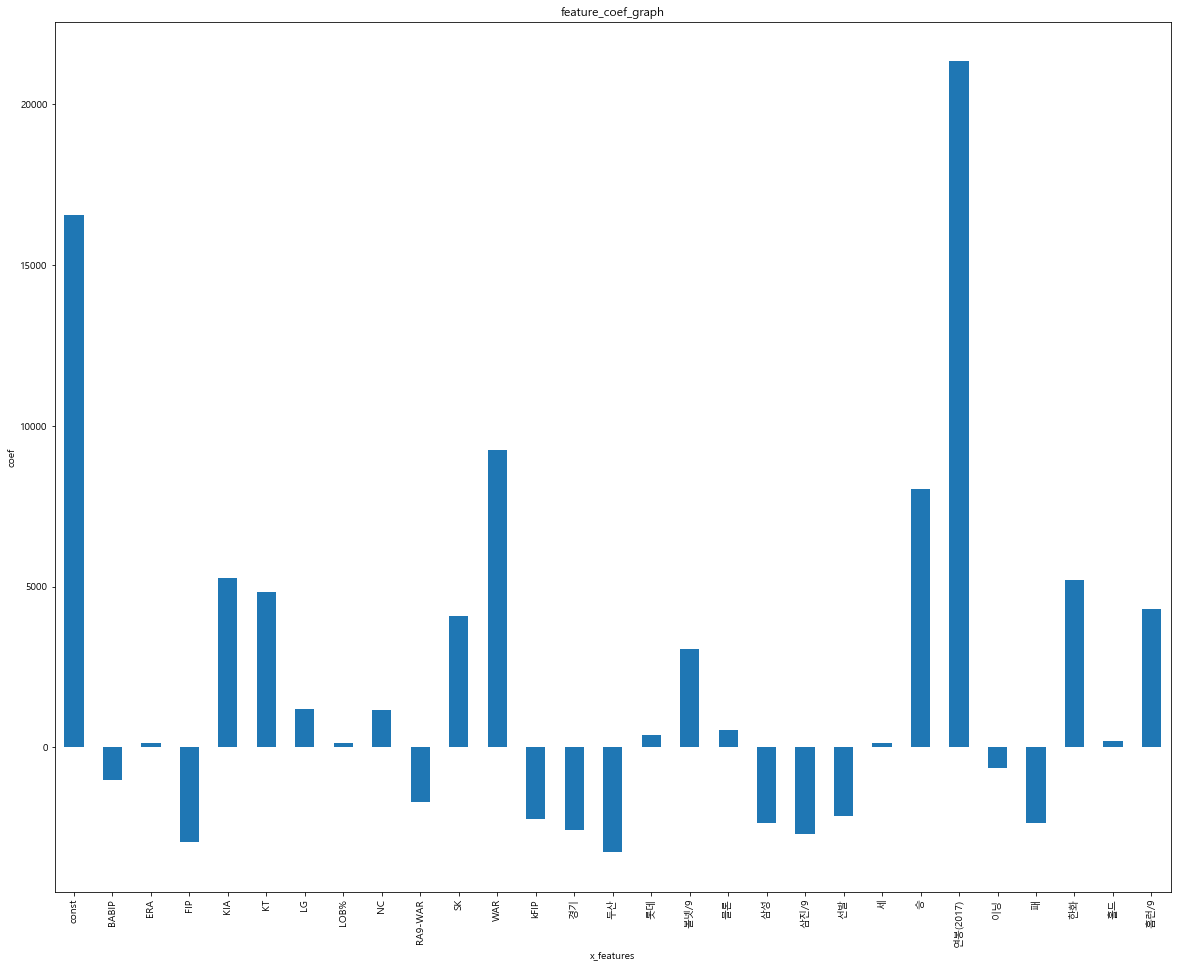 feature_coef_graph
20000
15000
10000
5000
0
coef
const
BABIP
ERA
FIP
KIA
KT
LG
LOB%
NC
RA9-WAR
SK
WAR
kFIP
경기
두산
롯데
볼넷/9
블론
삼성
삼진/9
선발
세
승
연봉(2017)
이닝
패
한화
홀드
홈런/9
x_features